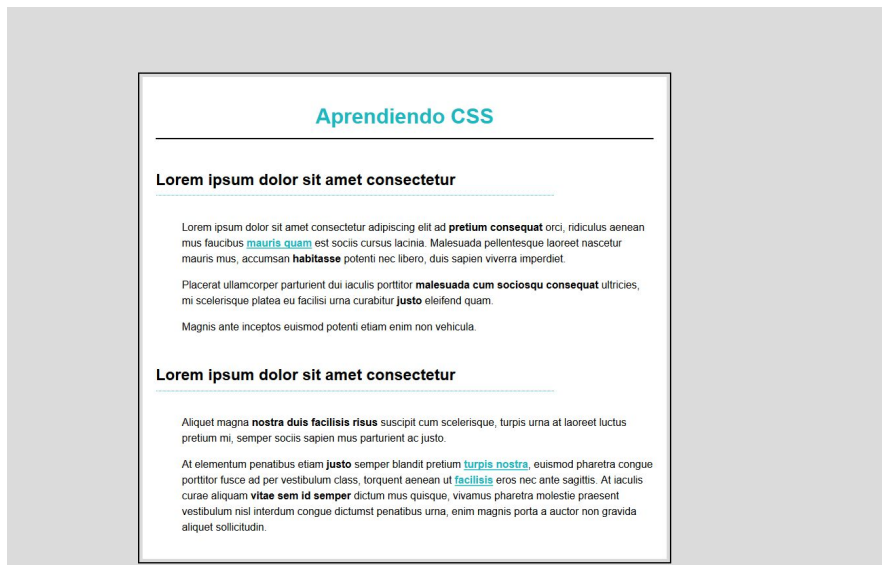 Aprendiendo CSS
Lorem ipsum dolor sit amet consectetur
Lorem ipsum dolor sit amet consectetur adipiscing elit ad pretium consequat orci, ridiculus aenean
mus faucibus mauris quam est sociis cursus lacinia. Malesuada pellentesque laoreet nascetur
mauris mus, accumsan habitasse potenti nec libero, duis sapien viverra imperdiet.
Placerat ullamcorper parturient dui iaculis porttitor malesuada cum sociosqu consequat ultricies,
mi scelerisque platea eu facilisi urna curabitur justo eleifend quam.
Magnis ante inceptos euismod potenti etiam enim non vehicula.
Lorem ipsum dolor sit amet consectetur
Aliquet magna nostra duis facilisis risus suscipit cum scelerisque, turpis urna at laoreet luctus
pretium mi, semper sociis sapien mus parturient ac justo.
At elementum penatibus etiam justo semper blandit pretium turpis nostra, euismod pharetra congue
porttitor fusce ad per vestibulum class, torquent aenean ut facilisis eros nec ante sagittis. At iaculis
curae aliquam vitae sem id semper dictum mus quisque, vivamus pharetra molestie praesent
vestibulum nisl interdum congue dictumst penatibus urna, enim magnis porta a auctor non gravida
aliquet sollicitudin.